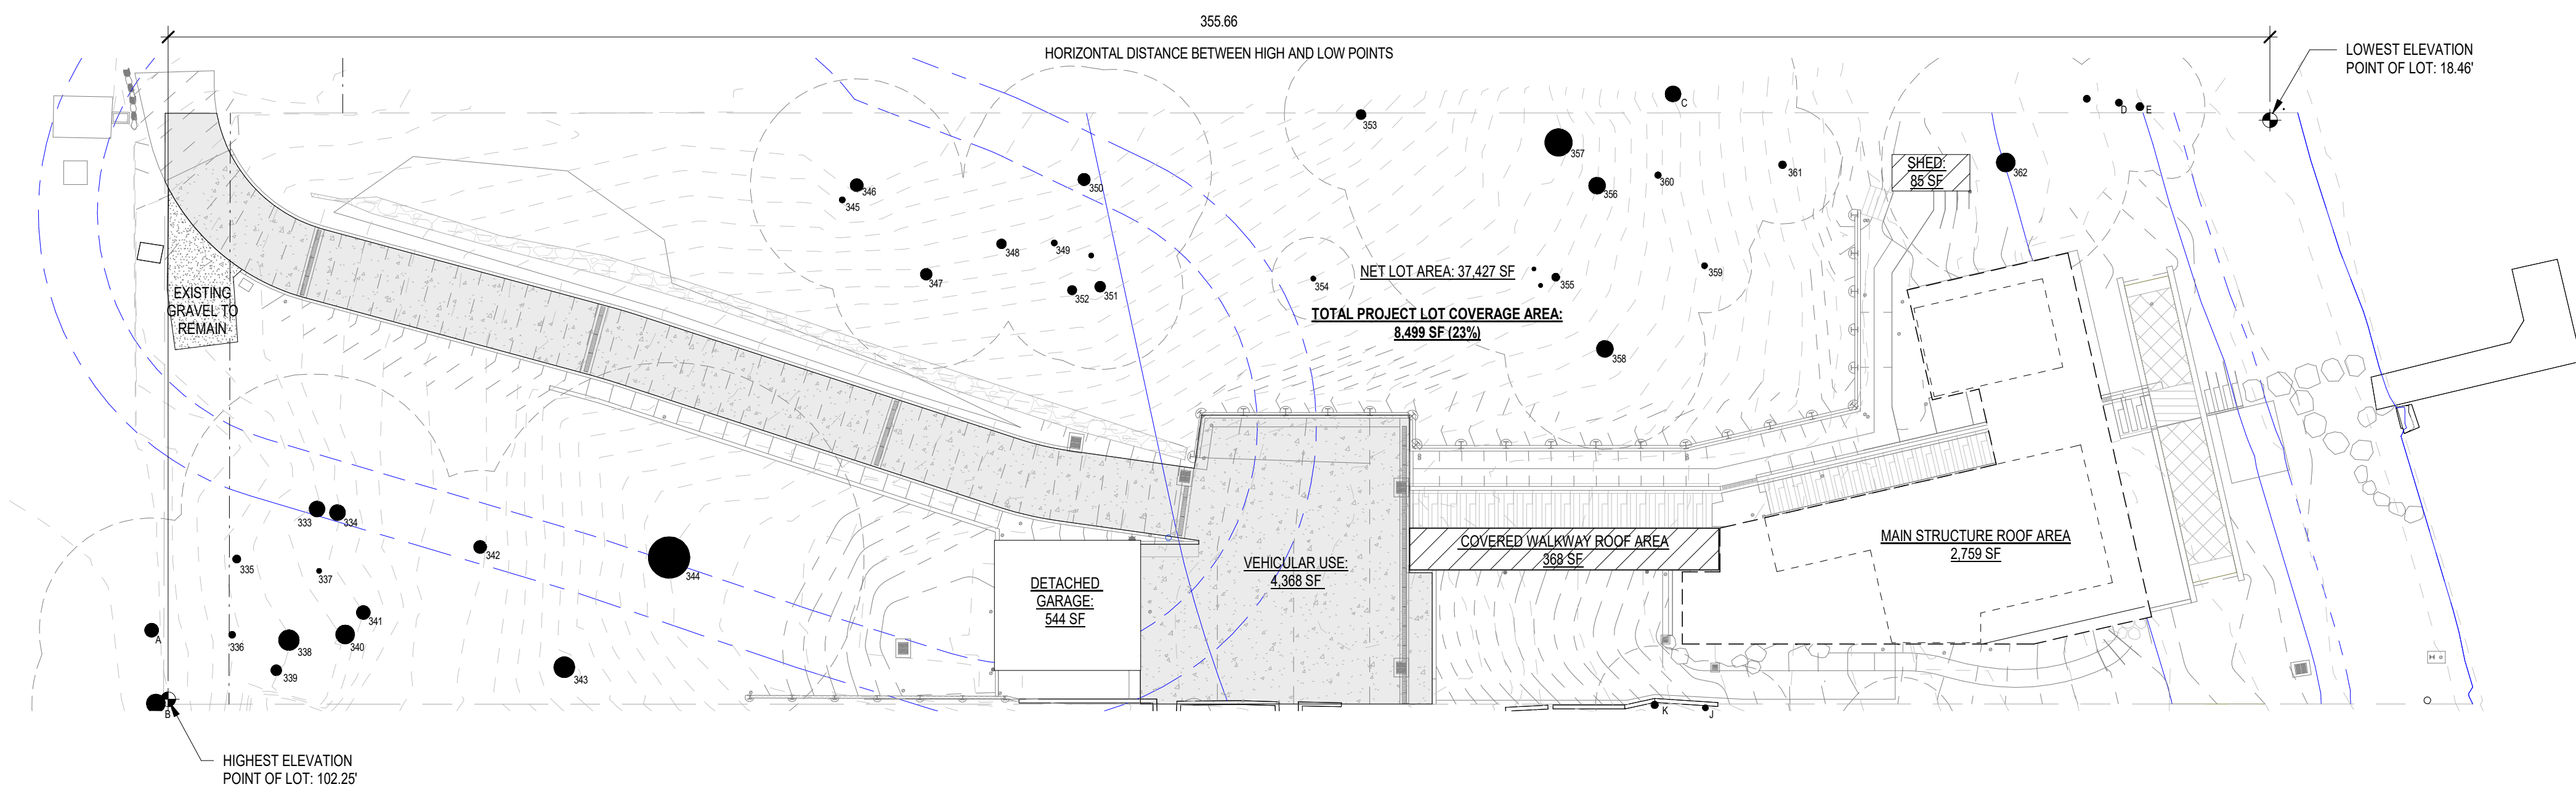 355.66
HORIZONTAL DISTANCE BETWEEN HIGH AND LOW POINTS
LOWEST ELEVATION
POINT OF LOT: 18.46'
C
D
E
353
357
356
360
361
362
SHED:
85 SF
346
345
350
348
349
347
352
351
354
NET LOT AREA: 37,427 SF
355
359
EXISTING
GRAVEL TO
REMAIN
TOTAL PROJECT LOT COVERAGE AREA:
8,499 SF (23%)
358
333
334
335
337
342
344
341
A
336
338
340
339
343
B
DETACHED
GARAGE:
544 SF
VEHICULAR USE:
4,368 SF
COVERED WALKWAY ROOF AREA
368 SF
MAIN STRUCTURE ROOF AREA
2,759 SF
K
J
HIGHEST ELEVATION
POINT OF LOT: 102.25'